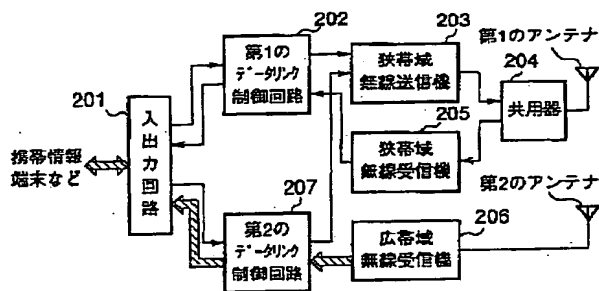 202
第1の
データリンク
制御回路
203
狭帯域
無線送信機
第1のアンテナ
204
共用器
201
入出力回路
携帯情報
端末など
205
狭帯域
無線受信機
207
第2の
データリンク
制御回路
第2のアンテナ
206
広帯域
無線受信機